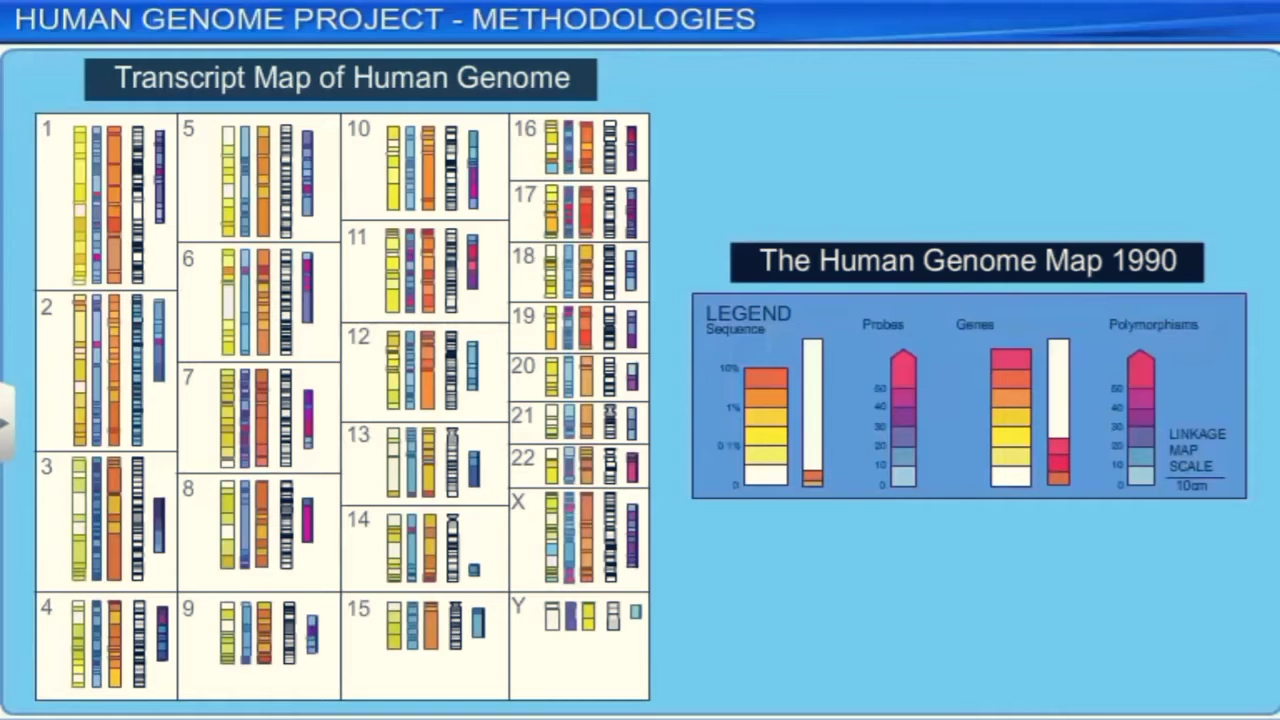 HUMAN GENOME PROJECT - METHODOLOGIES
Transcript Map of Human Genome
1
2
3
4
5
6
7
8
9
10
11
12
13
14
15
16
17
18
19
20
21
22
X
Y
The Human Genome Map 1990
LEGEND
Sequence
Probes
Genes
Polymorphisms
10%
1%
0.1%
0
50
40
30
20
10
0
50
40
30
20
10
0
LINKAGE
MAP
SCALE
10cm